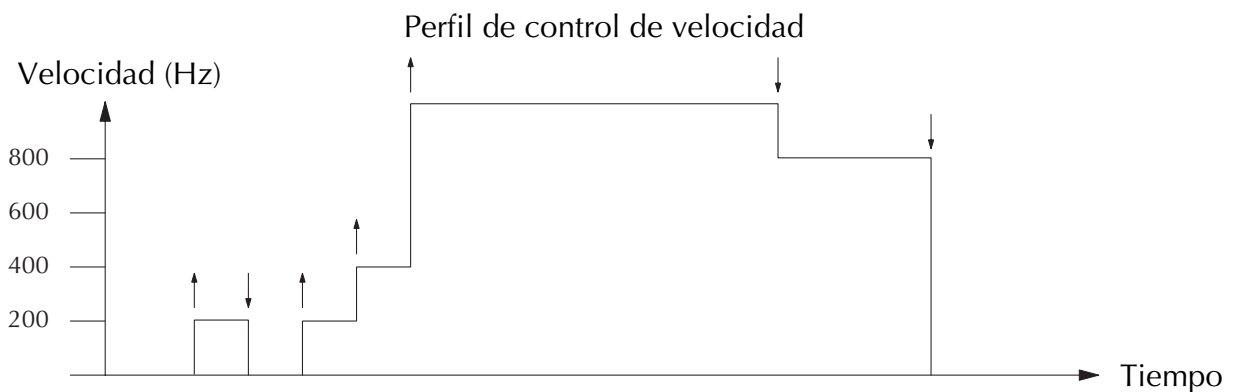 Perfil de control de velocidad
Velocidad (Hz)
800
600
400
200
Tiempo